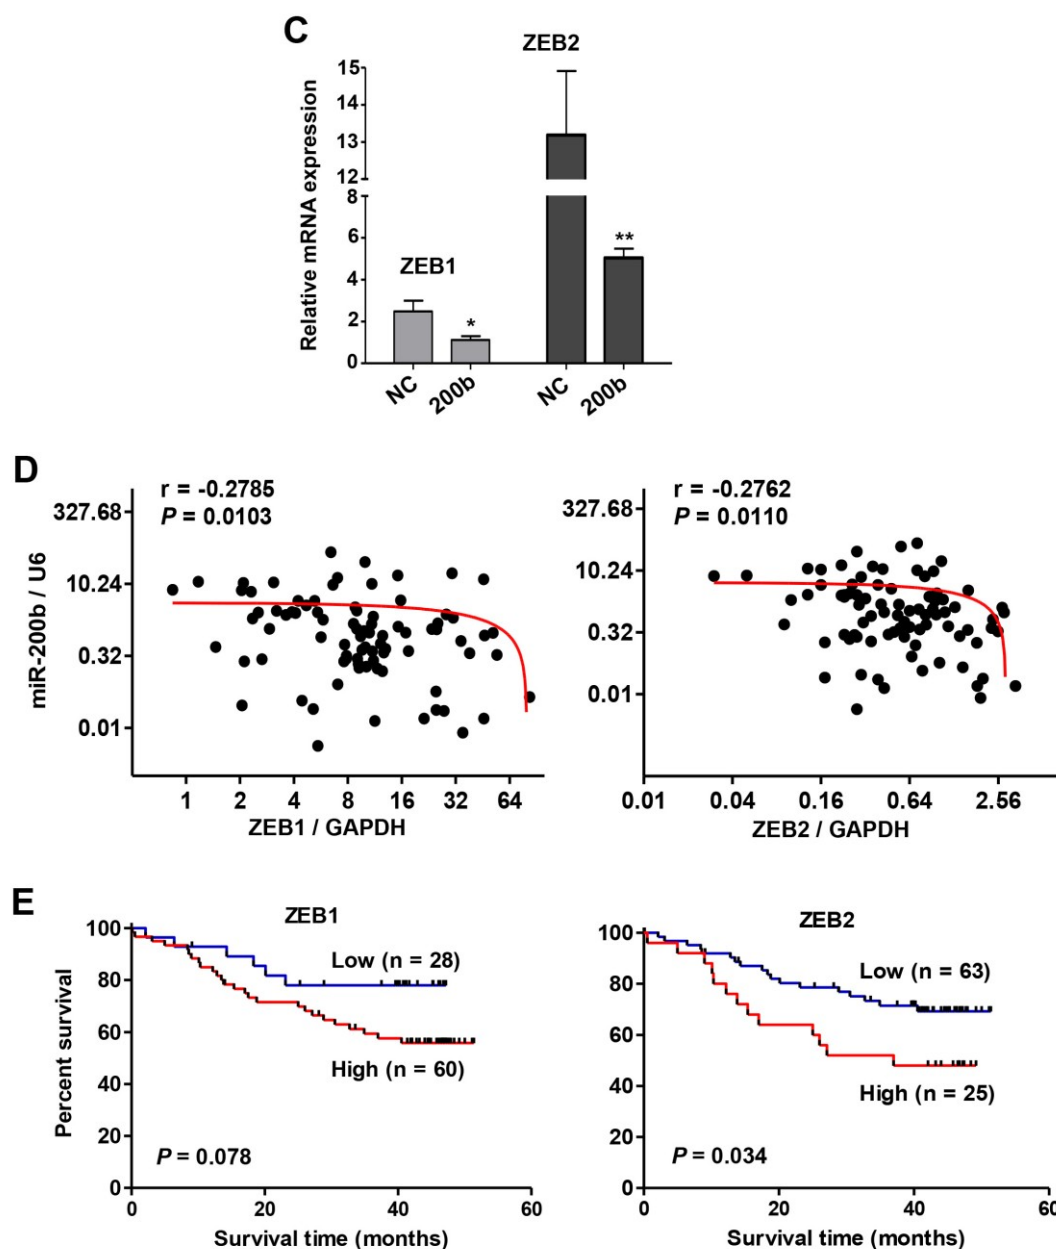 C
ZEB2
Relative mRNA expression
15
14
13
12
8
6
4
2
0
ZEB1
*
**
NC
200b
NC
200b
D
r = -0.2785
P = 0.0103
miR-200b / U6
327.68
10.24
0.32
0.01
1 2 4 8 16 32 64
ZEB1 / GAPDH
r = -0.2762
P = 0.0110
327.68
10.24
0.32
0.01
0.01 0.04 0.16 0.64 2.56
ZEB2 / GAPDH
E
ZEB1
Percent survival
100
80
60
40
20
0
Low (n = 28)
High (n = 60)
P = 0.078
0 20 40 60
Survival time (months)
ZEB2
100
80
60
40
20
0
Low (n = 63)
High (n = 25)
P = 0.034
0 20 40 60
Survival time (months)